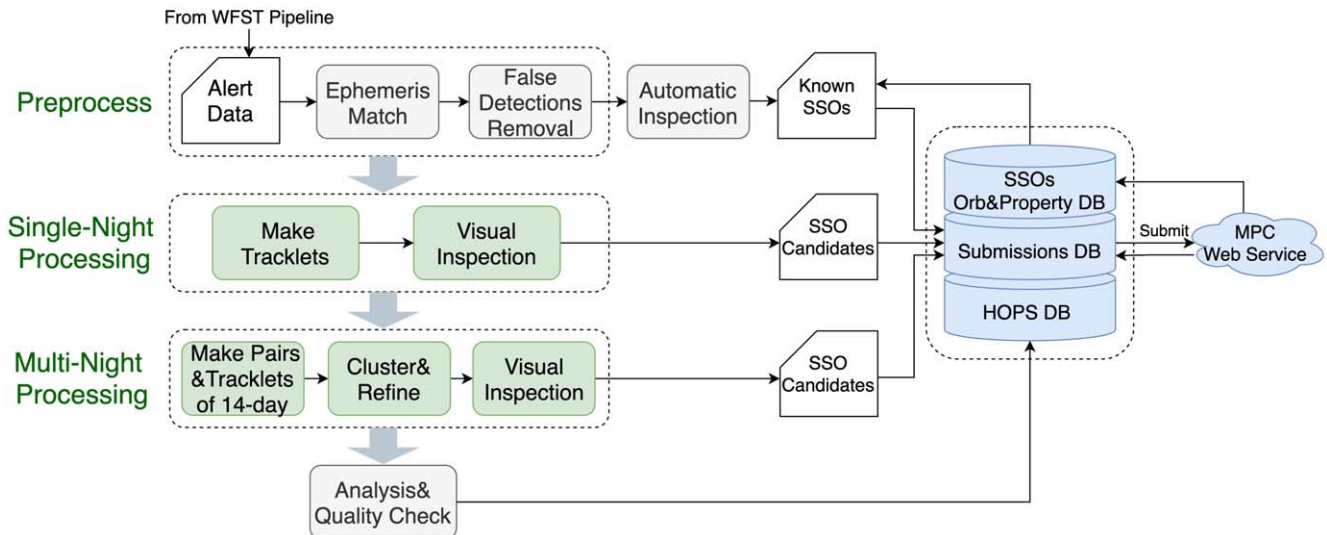 From WFST Pipeline
Preprocess
Alert
Data
Ephemeris
Match
False
Detections
Removal
Automatic
Inspection
Known
SSOs
Single-Night
Processing
Make
Tracklets
Visual
Inspection
SSO
Candidates
SSOs
Orb&Property DB
Submissions DB
HOPS DB
Submit
MPC
Web Service
Multi-Night
Processing
Make Pairs
&Tracklets
of 14-day
Cluster&
Refine
Visual
Inspection
SSO
Candidates
Analysis&
Quality Check